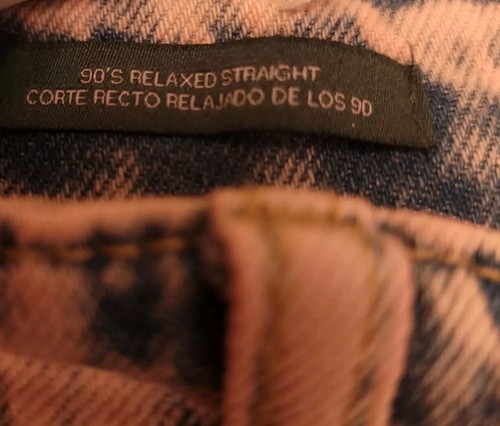 90'S RELAXED STRAIGHT
CORTE RECTO RELAJADO DE LOS 90